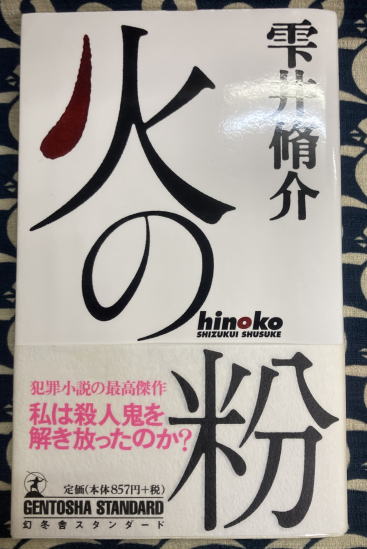 雫井脩介
火の粉
hinoko
SHIZUKUI SHUSUKE
犯罪小説の最高傑作
私は殺人鬼を
解き放ったのか?
定価(本体857円+税)
GENTOSHA STANDARD
幻冬舎スタンダード